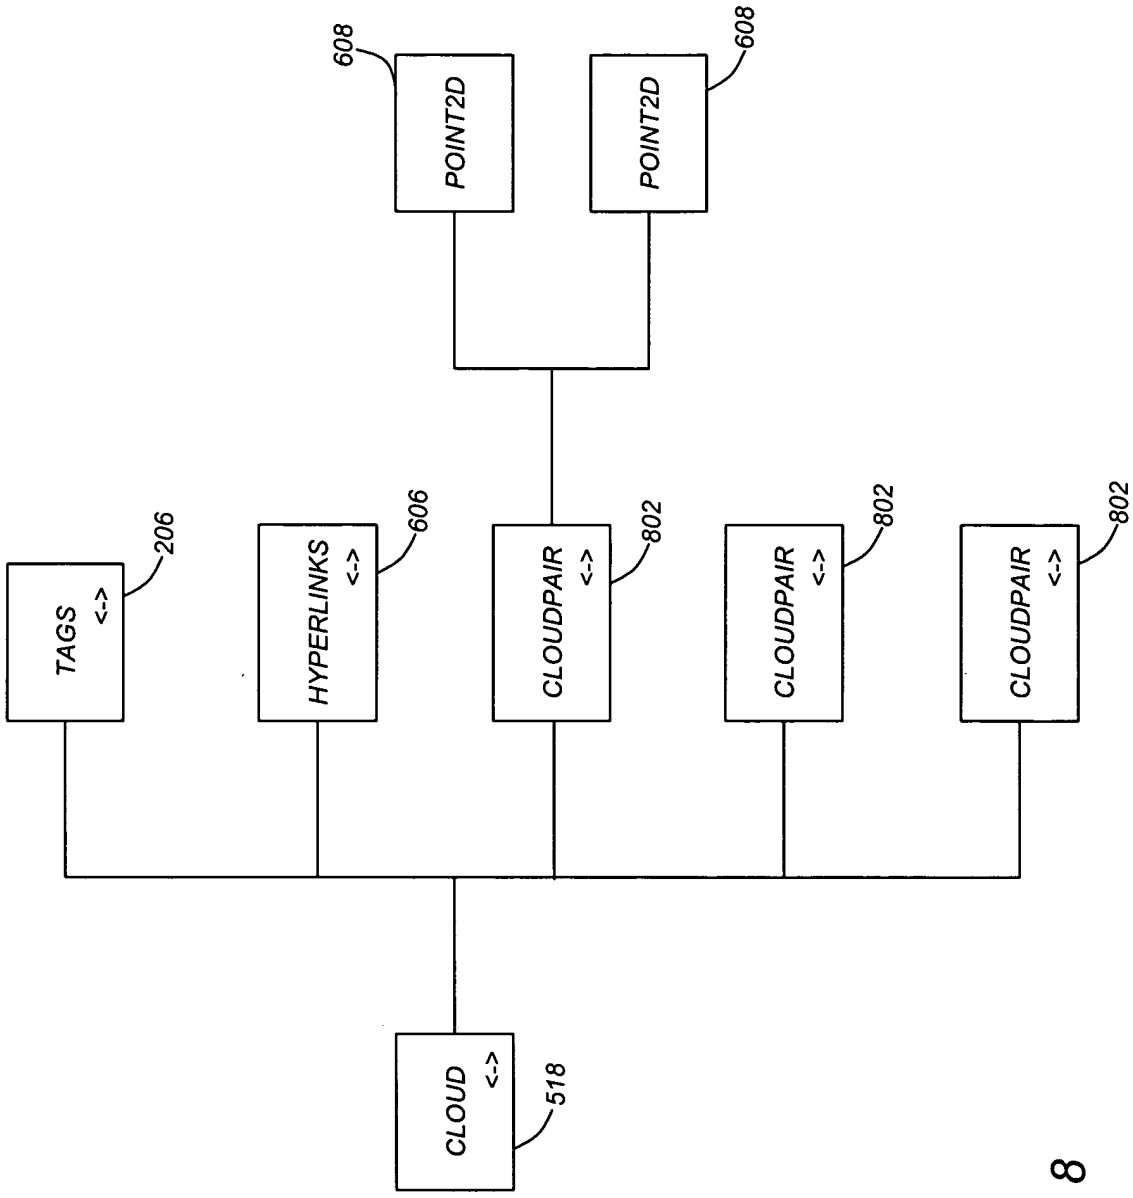 CLOUD
<->
518
TAGS
<->
206
HYPERLINKS
<->
606
CLOUDPAIR
<->
802
CLOUDPAIR
<->
802
CLOUDPAIR
<->
802
608
POINT2D
POINT2D
608
8